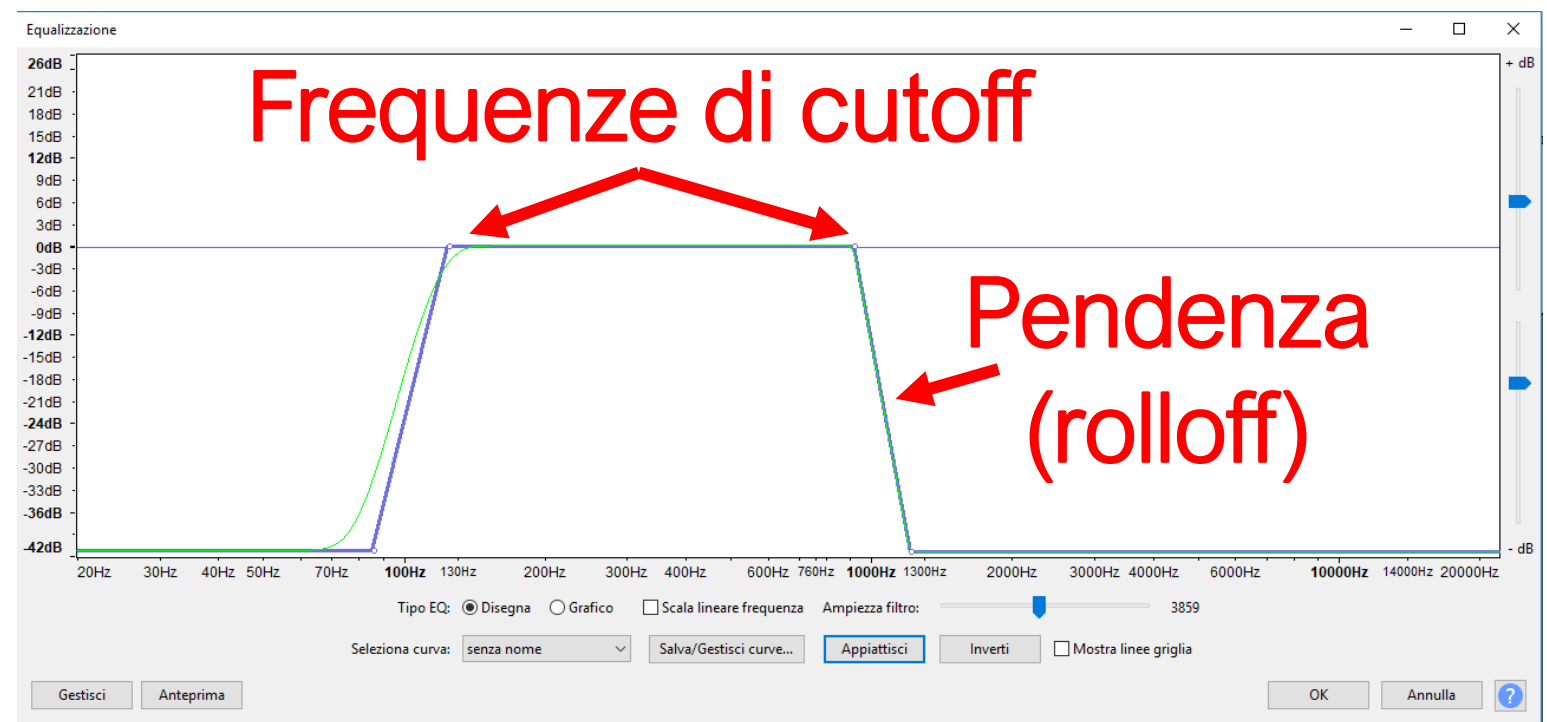 Equalizzazione
Frequenze di cutoff
Pendenza
(rolloff)
26dB
21dB
18dB
15dB
12dB
9dB
6dB
3dB
0dB
-3dB
-6dB
-9dB
-12dB
-15dB
-18dB
-21dB
-24dB
-27dB
-30dB
-33dB
-36dB
-42dB
+ dB
- dB
20Hz 30Hz 40Hz 50Hz 70Hz 100Hz 130Hz 200Hz 300Hz 400Hz 600Hz 760Hz 1000Hz 1300Hz 2000Hz 3000Hz 4000Hz 6000Hz 10000Hz 14000Hz 20000Hz
Tipo EQ: Disegna Grafico Scala lineare frequenza Ampiezza filtro: 3859
Seleziona curva: senza nome Salva/Gestisci curve... Appiattisci Inverti Mostra linee griglia
Gestisci Anteprima OK Annulla ?